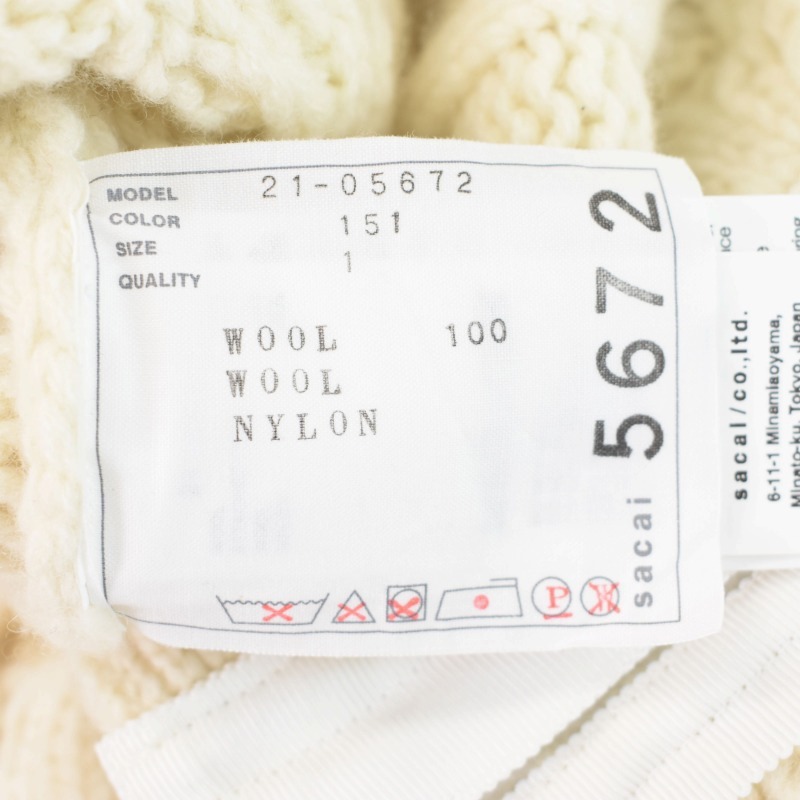 MODEL 21-05672
COLOR 151
SIZE 1
QUALITY
WOOL 100
WOOL
NYLON
sacai 5672
P
W
sacai/co.,ltd.
6-11-1 Minamiaoyama,
Minato-ku, Tokyo, Japan